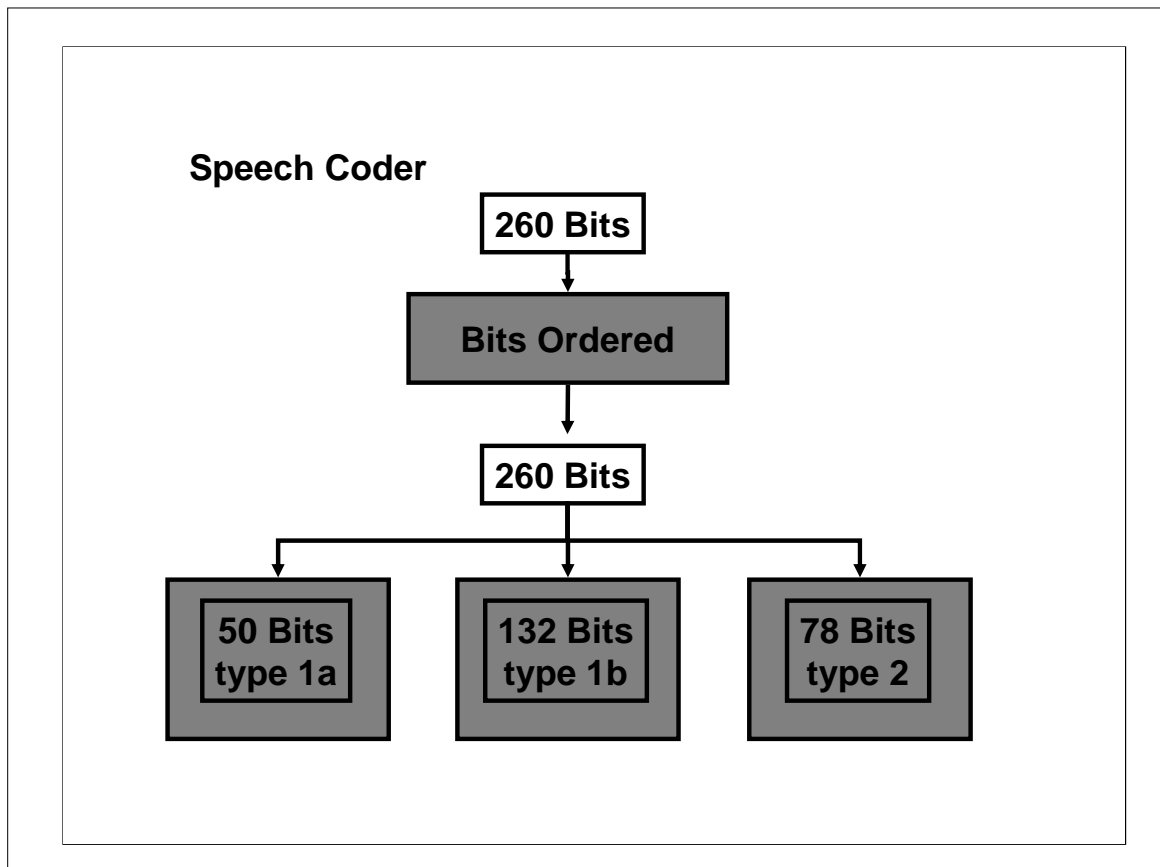 Speech Coder
260 Bits
Bits Ordered
260 Bits
50 Bits
type 1a
132 Bits
type 1b
78 Bits
type 2